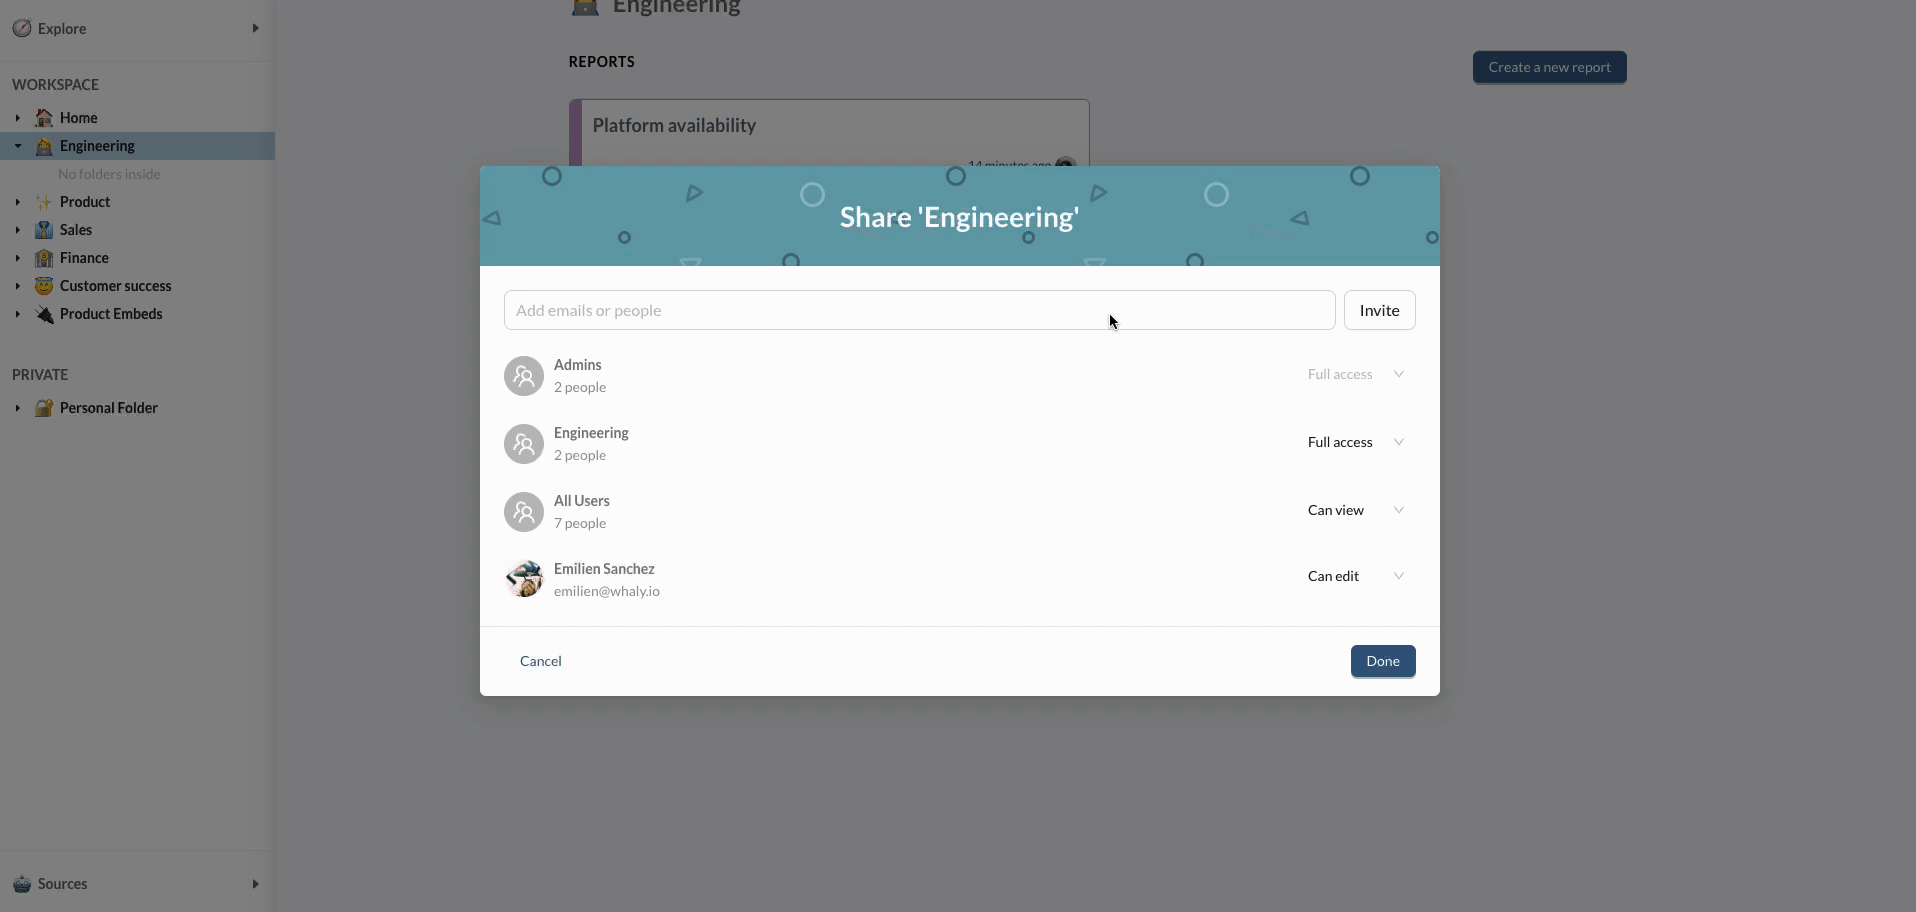 Explore
WORKSPACE
Home
Engineering
No folders inside
Product
Sales
Finance
Customer success
Product Embeds
PRIVATE
Personal Folder
Sources
Engineering
REPORTS
Create a new report
Platform availability
14 minutes ago
Share 'Engineering'
Add emails or people
Invite
Admins
2 people
Full access
Engineering
2 people
Full access
All Users
7 people
Can view
Emilien Sanchez
emilien@whaly.io
Can edit
Cancel
Done